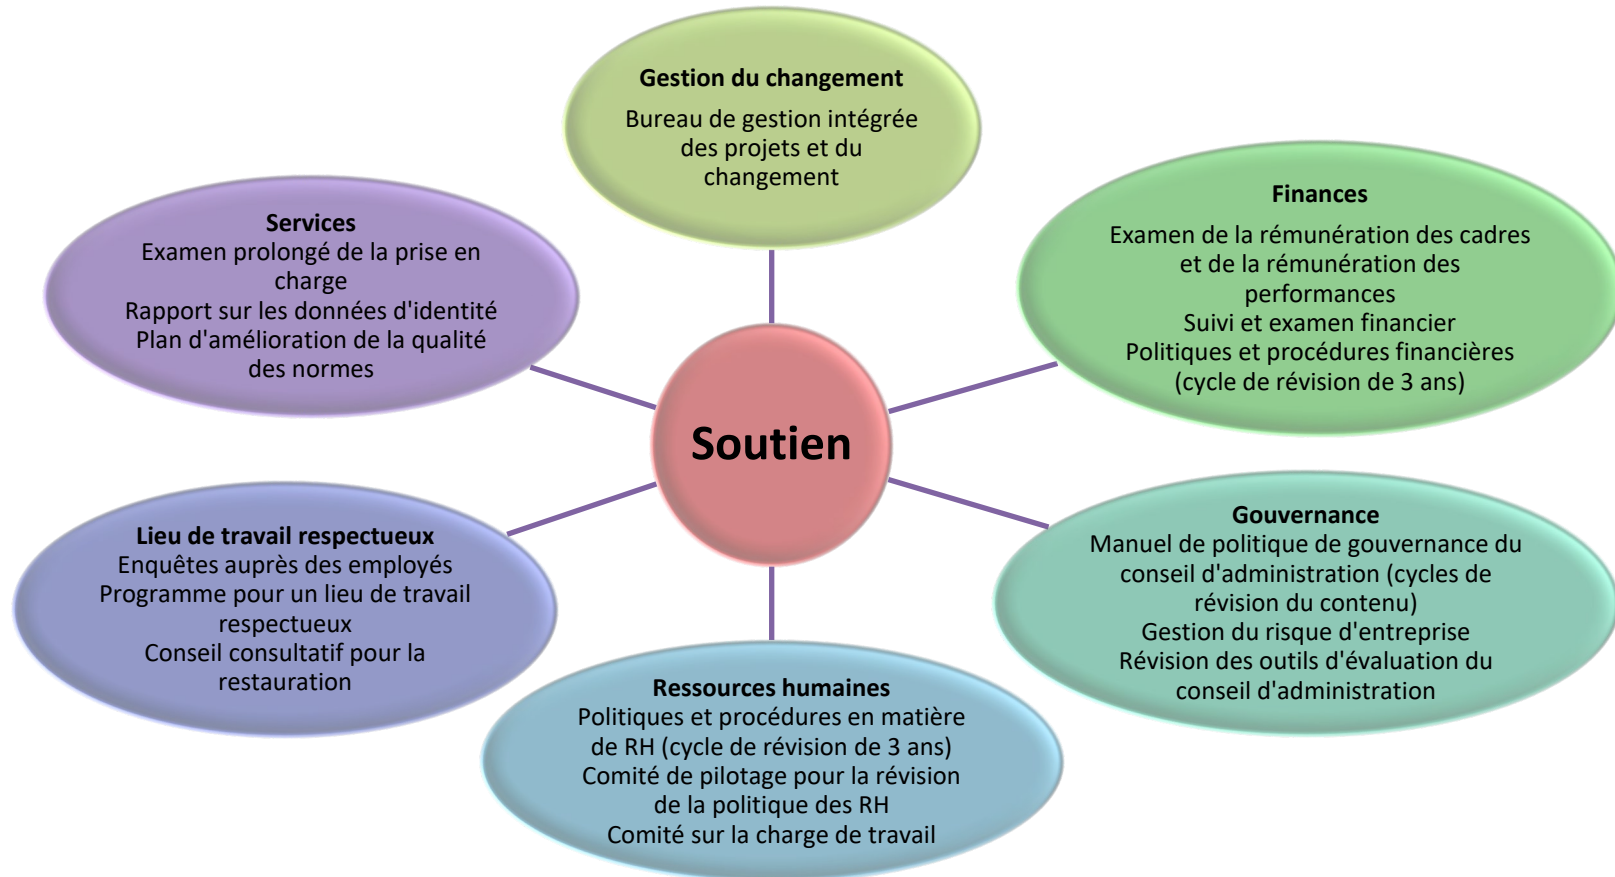 Gestion du changement
Bureau de gestion intégrée
des projets et du
changement
Finances
Examen de la rémunération des cadres
et de la rémunération des
performances
Suivi et examen financier
Politiques et procédures financières
(cycle de révision de 3 ans)
Gouvernance
Manuel de politique de gouvernance du
conseil d'administration (cycles de
révision du contenu)
Gestion du risque d'entreprise
Révision des outils d'évaluation du
conseil d'administration
Ressources humaines
Politiques et procédures en matière
de RH (cycle de révision de 3 ans)
Comité de pilotage pour la révision
de la politique des RH
Comité sur la charge de travail
Lieu de travail respectueux
Enquêtes auprès des employés
Programme pour un lieu de travail
respectueux
Conseil consultatif pour la
restauration
Services
Examen prolongé de la prise en
charge
Rapport sur les données d'identité
Plan d'amélioration de la qualité
des normes
Soutien